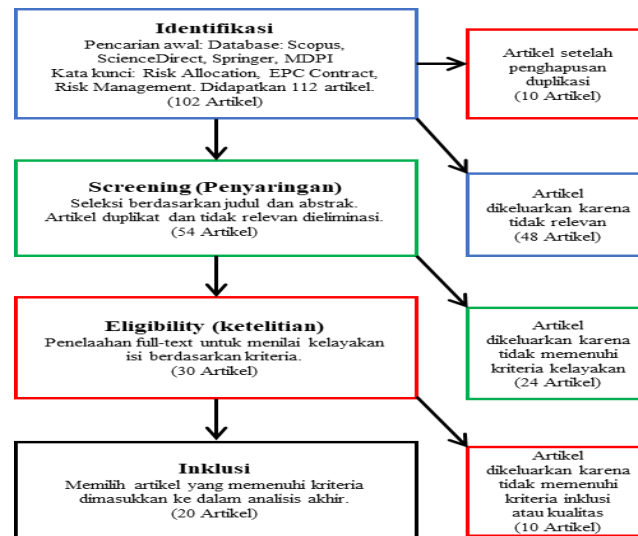 Identifikasi
Pencarian awal: Database: Scopus,
ScienceDirect, Springer, MDPI
Kata kunci: Risk Allocation, EPC Contract,
Risk Management. Didapatkan 112 artikel.
(102 Artikel)
Artikel setelah
penghapusan
duplikasi
(10 Artikel)
Screening (Penyaringan)
Seleksi berdasarkan judul dan abstrak.
Artikel duplikat dan tidak relevan dieliminasi.
(54 Artikel)
Artikel
dikeluarkan karena
tidak relevan
(48 Artikel)
Eligibility (ketelitian)
Penelaahan full-text untuk menilai kelayakan
isi berdasarkan kriteria.
(30 Artikel)
Artikel
dikeluarkan karena
tidak memenuhi
kriteria kelayakan
(24 Artikel)
Inklusi
Memilih artikel yang memenuhi kriteria
dimasukkan ke dalam analisis akhir.
(20 Artikel)
Artikel
dikeluarkan karena
tidak memenuhi
kriteria inklusi
atau kualitas
(10 Artikel)